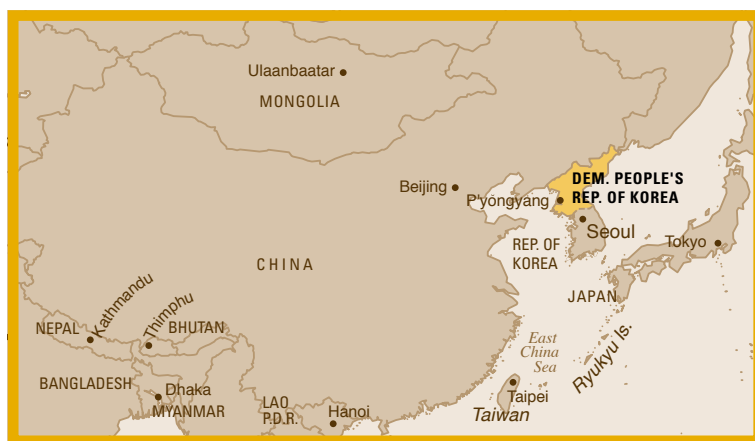 Ulaanbaatar
MONGOLIA
Beijing
DEM. PEOPLE'S
REP. OF KOREA
P'yŏngyang
Seoul
REP. OF
KOREA
Tokyo
CHINA
JAPAN
Kathmandu
Thimphu
NEPAL
BHUTAN
East
China
Sea
Ryukyu Is.
BANGLADESH
Dhaka
MYANMAR
LAO
P.D.R.
Hanoi
Taipei
Taiwan